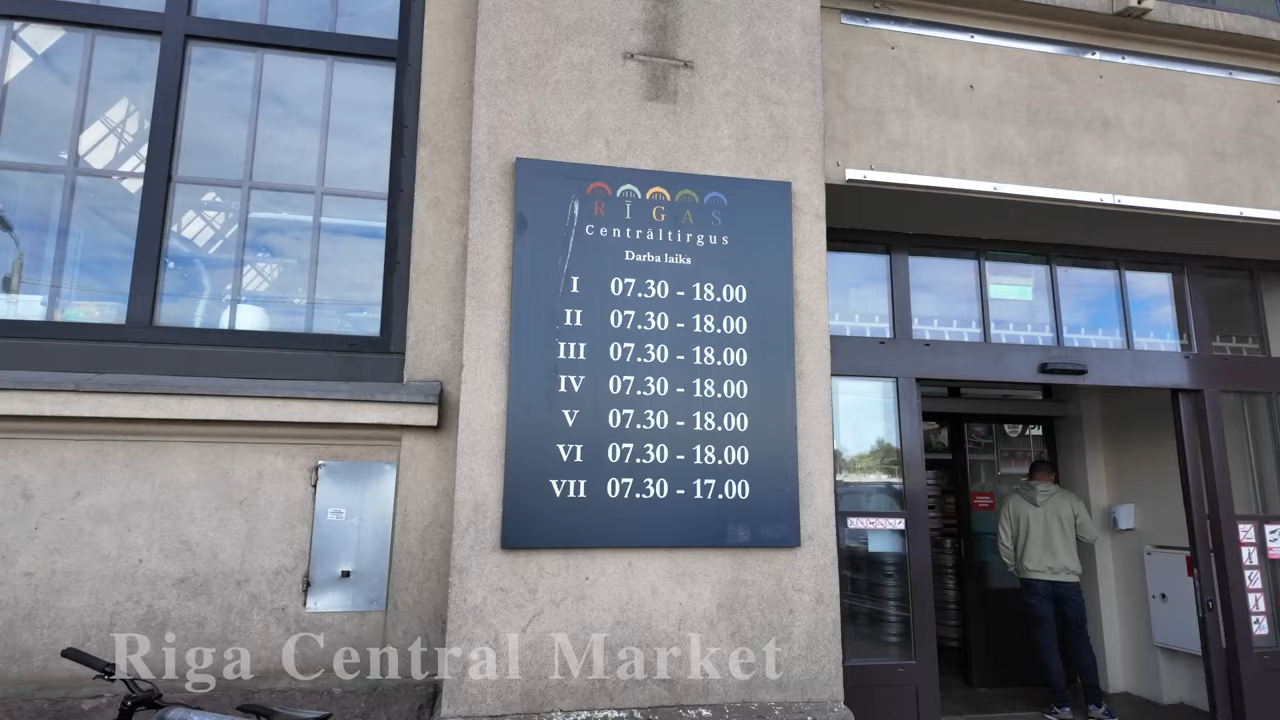 RĪGAS
Centrāltirgus
Darba laiks
I 07.30 - 18.00
II 07.30 - 18.00
III 07.30 - 18.00
IV 07.30 - 18.00
V 07.30 - 18.00
VI 07.30 - 18.00
VII 07.30 - 17.00
Riga Central Market